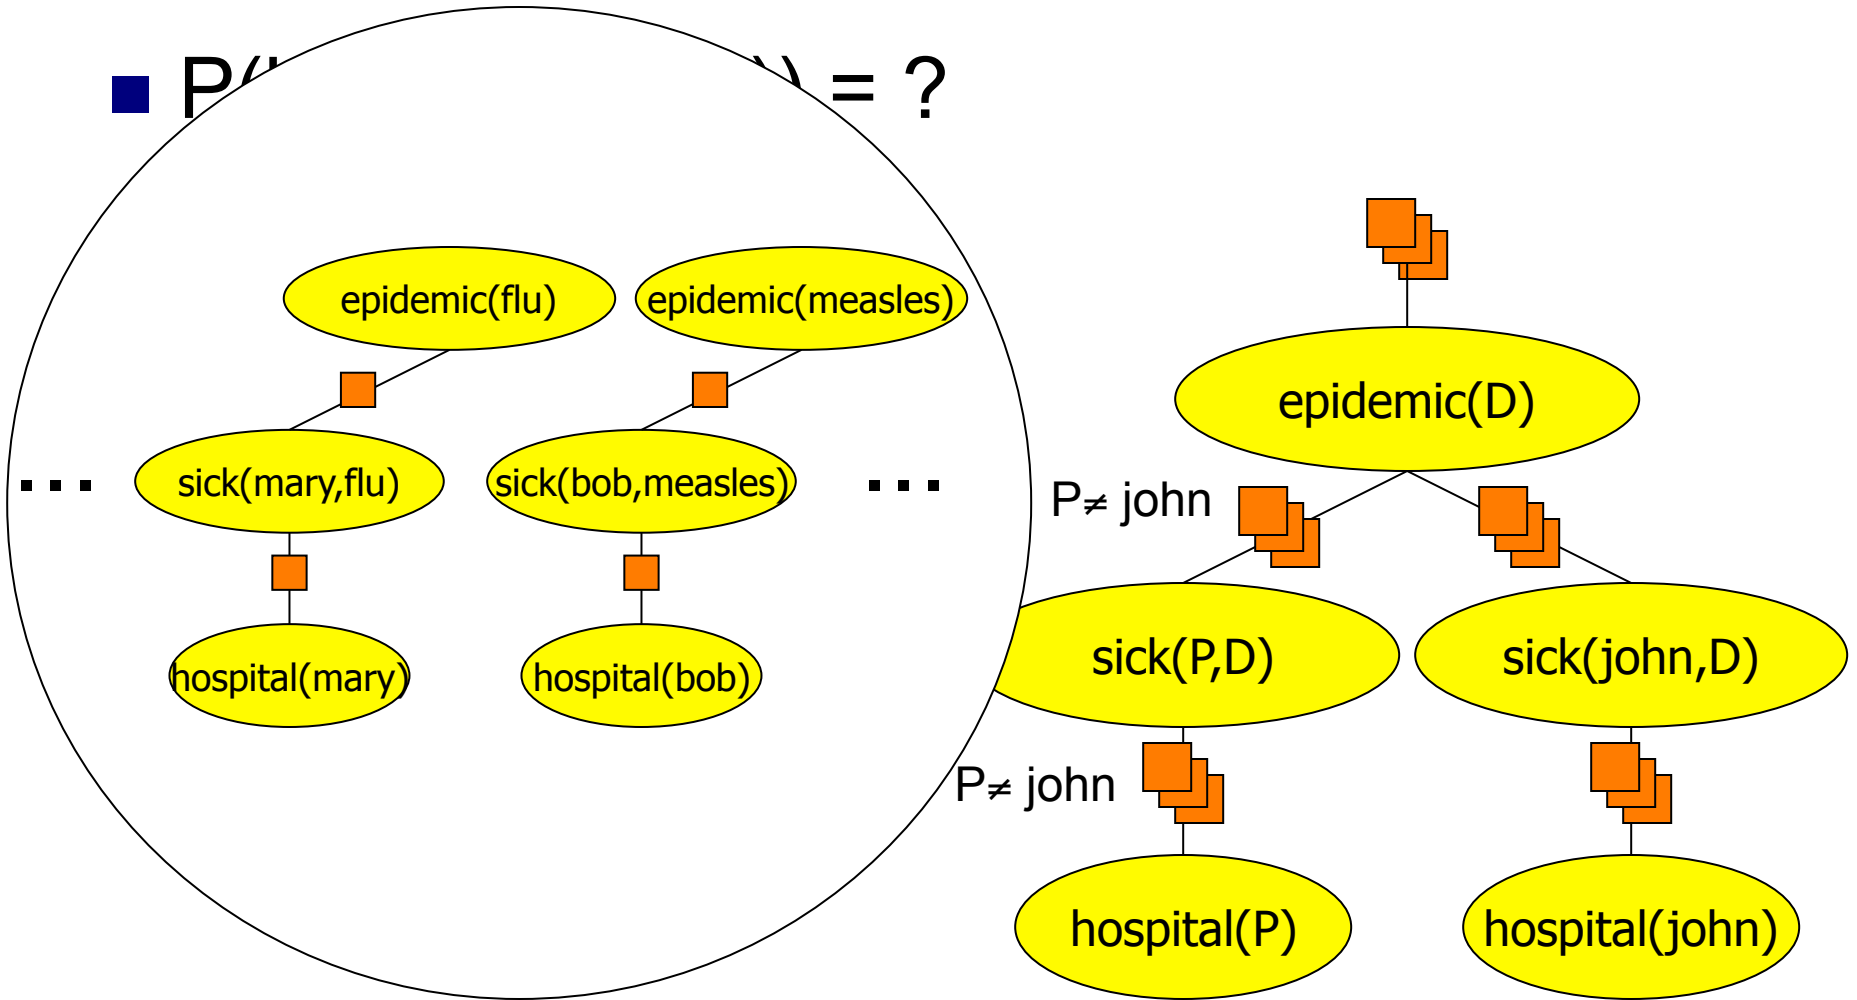 P( )) = ?
epidemic(flu) epidemic(measles)
epidemic(D)
... sick(mary,flu) sick(bob,measles) ...
P≠ john
sick(P,D) sick(john,D)
hospital(mary) hospital(bob)
P≠ john
hospital(P) hospital(john)